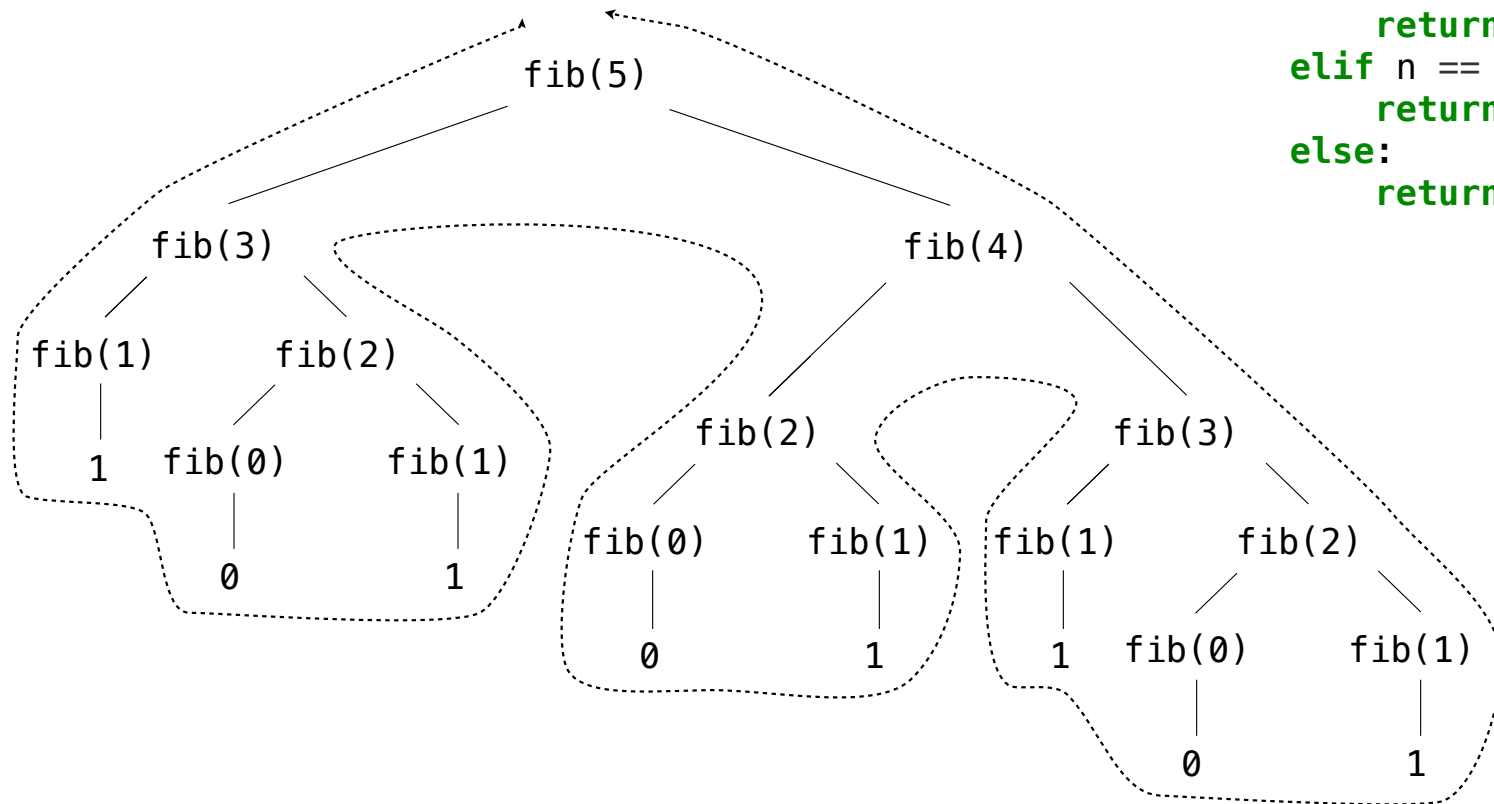 return
fib(5)
elif n ==
return
else:
return
fib(3) fib(4)
fib(1) fib(2)
fib(2) fib(3)
1 fib(0) fib(1)
fib(0) fib(1) fib(1) fib(2)
0 1
0 1 1 fib(0) fib(1)
0 1